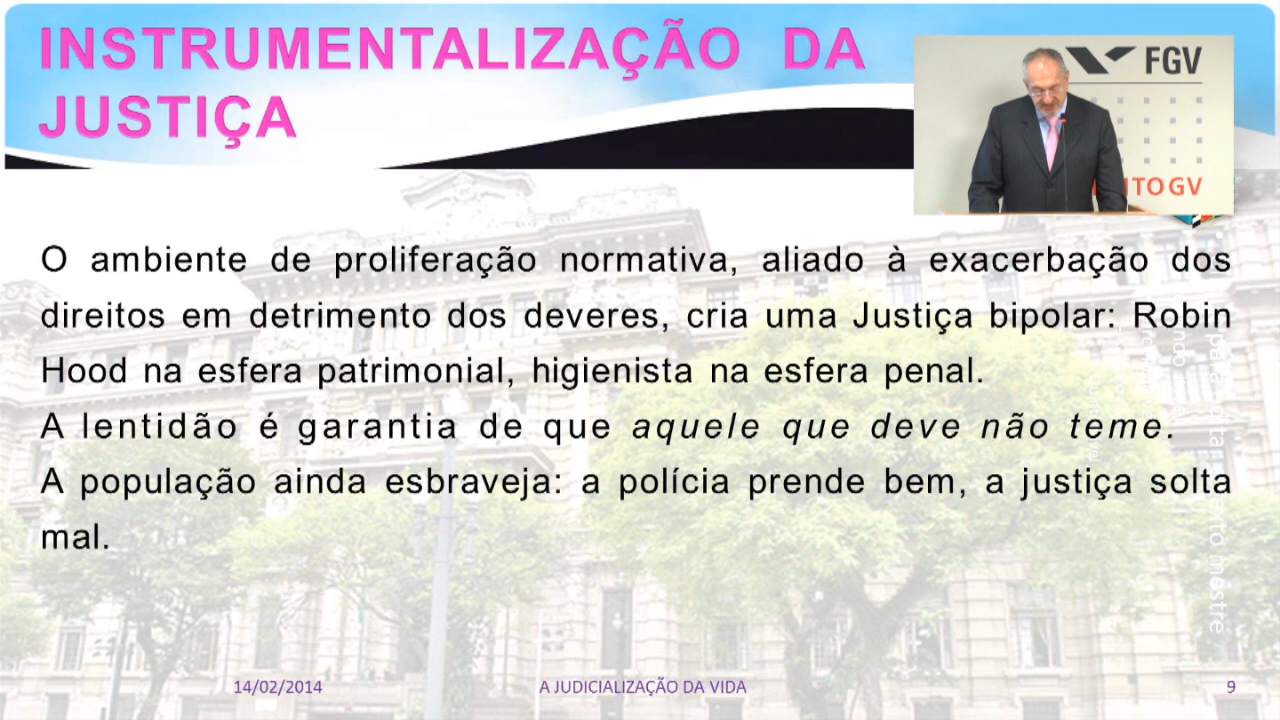 INSTRUMENTALIZAÇÃO DA
JUSTIÇA
FGV
ITO GV
O ambiente de proliferação normativa, aliado à exacerbação dos
direitos em detrimento dos deveres, cria uma Justiça bipolar: Robin
Hood na esfera patrimonial, higienista na esfera penal.
A lentidão é garantia de que aquele que deve não teme.
A população ainda esbraveja: a polícia prende bem, a justiça solta
mal.
14/02/2014
A JUDICIALIZAÇÃO DA VIDA
9